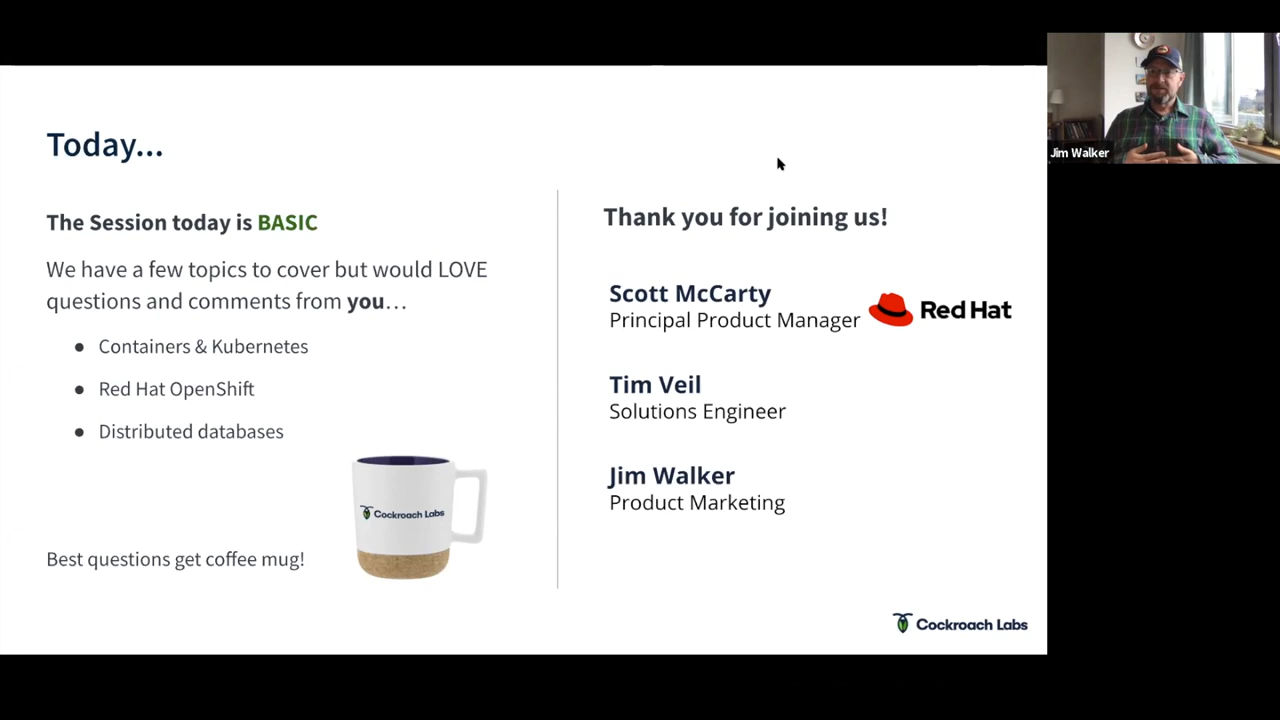 Today...
The Session today is BASIC
We have a few topics to cover but would LOVE
questions and comments from you...
● Containers & Kubernetes
● Red Hat OpenShift
● Distributed databases
Cockroach Labs
Best questions get coffee mug!
Thank you for joining us!
Scott McCarty
Principal Product Manager
Red Hat
Tim Veil
Solutions Engineer
Jim Walker
Product Marketing
Cockroach Labs
Jim Walker